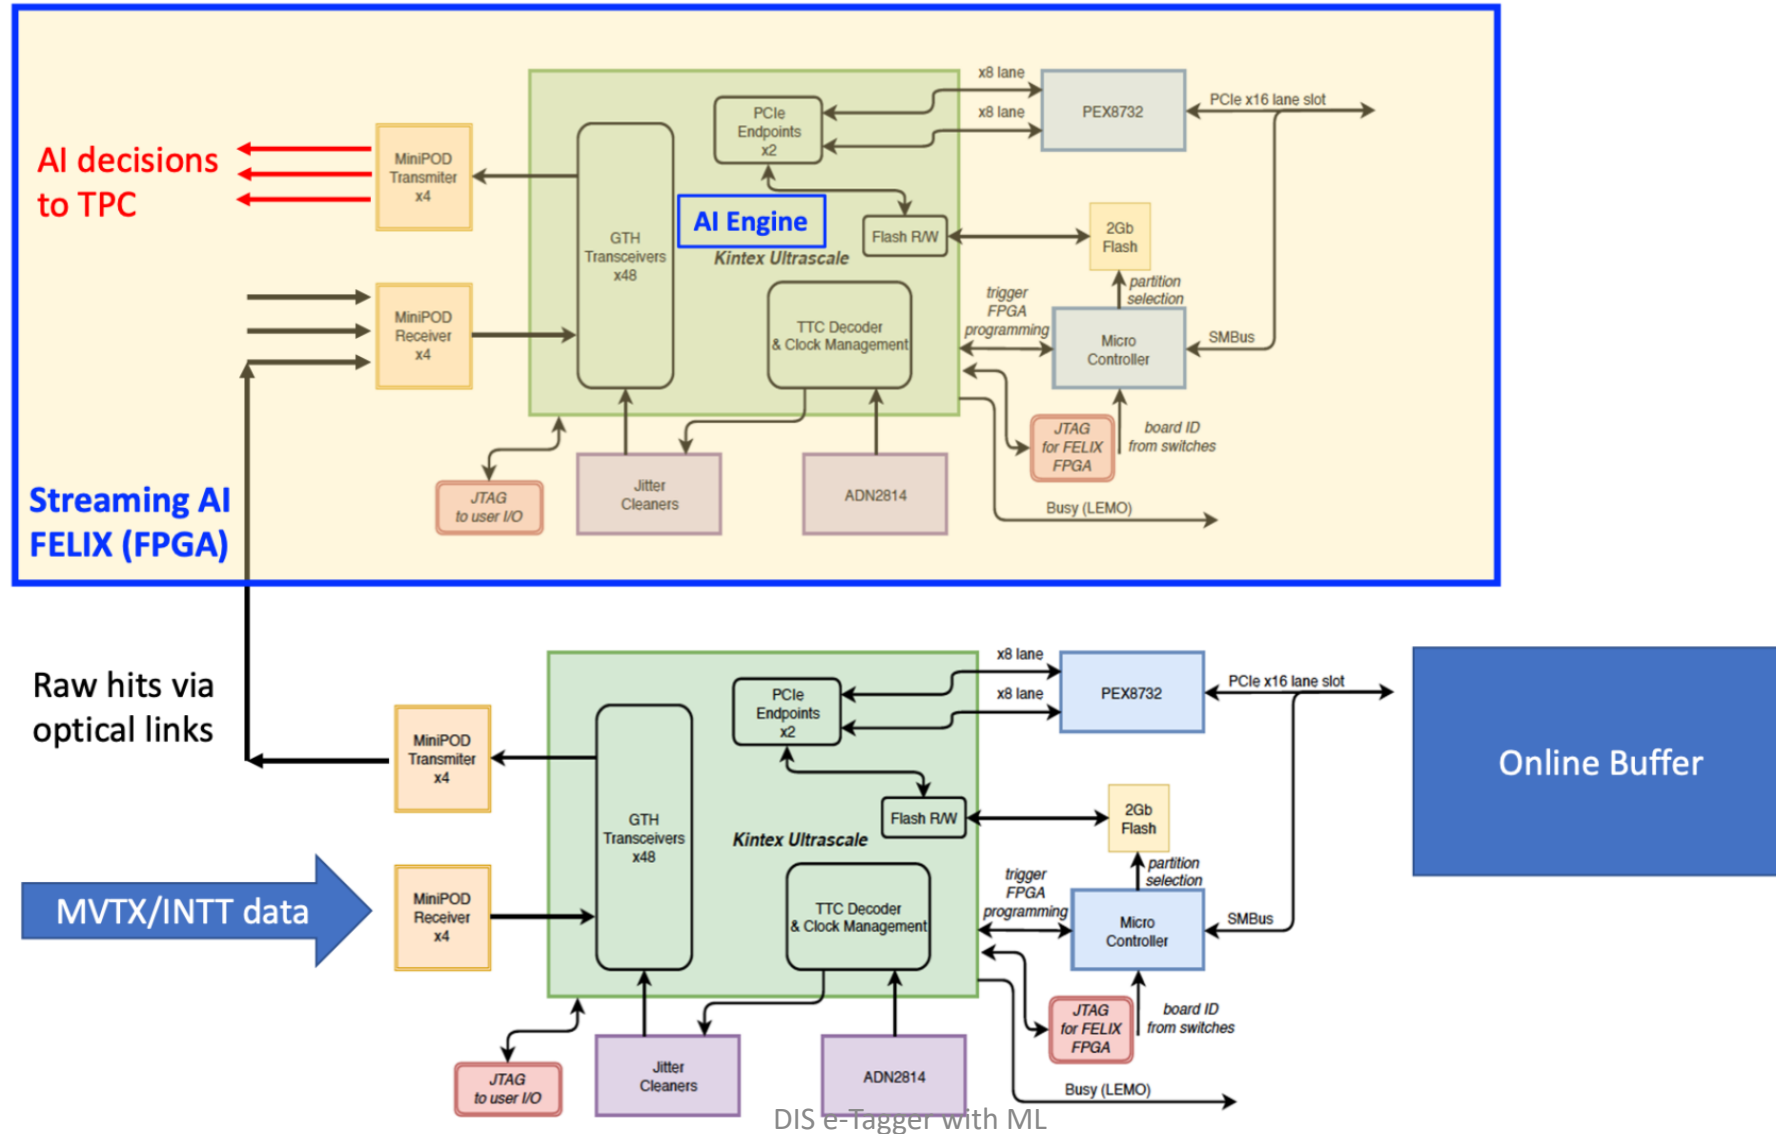 AI decisions
to TPC
MiniPOD
Transmiter
x4
MiniPOD
Receiver
x4
GTH
Transceivers
x48
PCIe
Endpoints
x2
AI Engine
Kintex Ultrascale
Flash R/W
TTC Decoder
& Clock Management
x8 lane
x8 lane
PEX8732
PCIe x16 lane slot
2Gb
Flash
partition
selection
trigger
FPGA
programming
Micro
Controller
SMBus
JTAG
for FELIX
FPGA
board ID
from switches
Busy (LEMO)
JTAG
to user I/O
Jitter
Cleaners
ADN2814
Streaming AI
FELIX (FPGA)
Raw hits via
optical links
MVTX/INTT data
MiniPOD
Transmiter
x4
MiniPOD
Receiver
x4
GTH
Transceivers
x48
PCIe
Endpoints
x2
Kintex Ultrascale
Flash R/W
TTC Decoder
& Clock Management
x8 lane
x8 lane
PEX8732
PCIe x16 lane slot
2Gb
Flash
partition
selection
trigger
FPGA
programming
Micro
Controller
SMBus
JTAG
for FELIX
FPGA
board ID
from switches
Busy (LEMO)
JTAG
to user I/O
Jitter
Cleaners
ADN2814
Online Buffer
DIS e-Tagger with ML